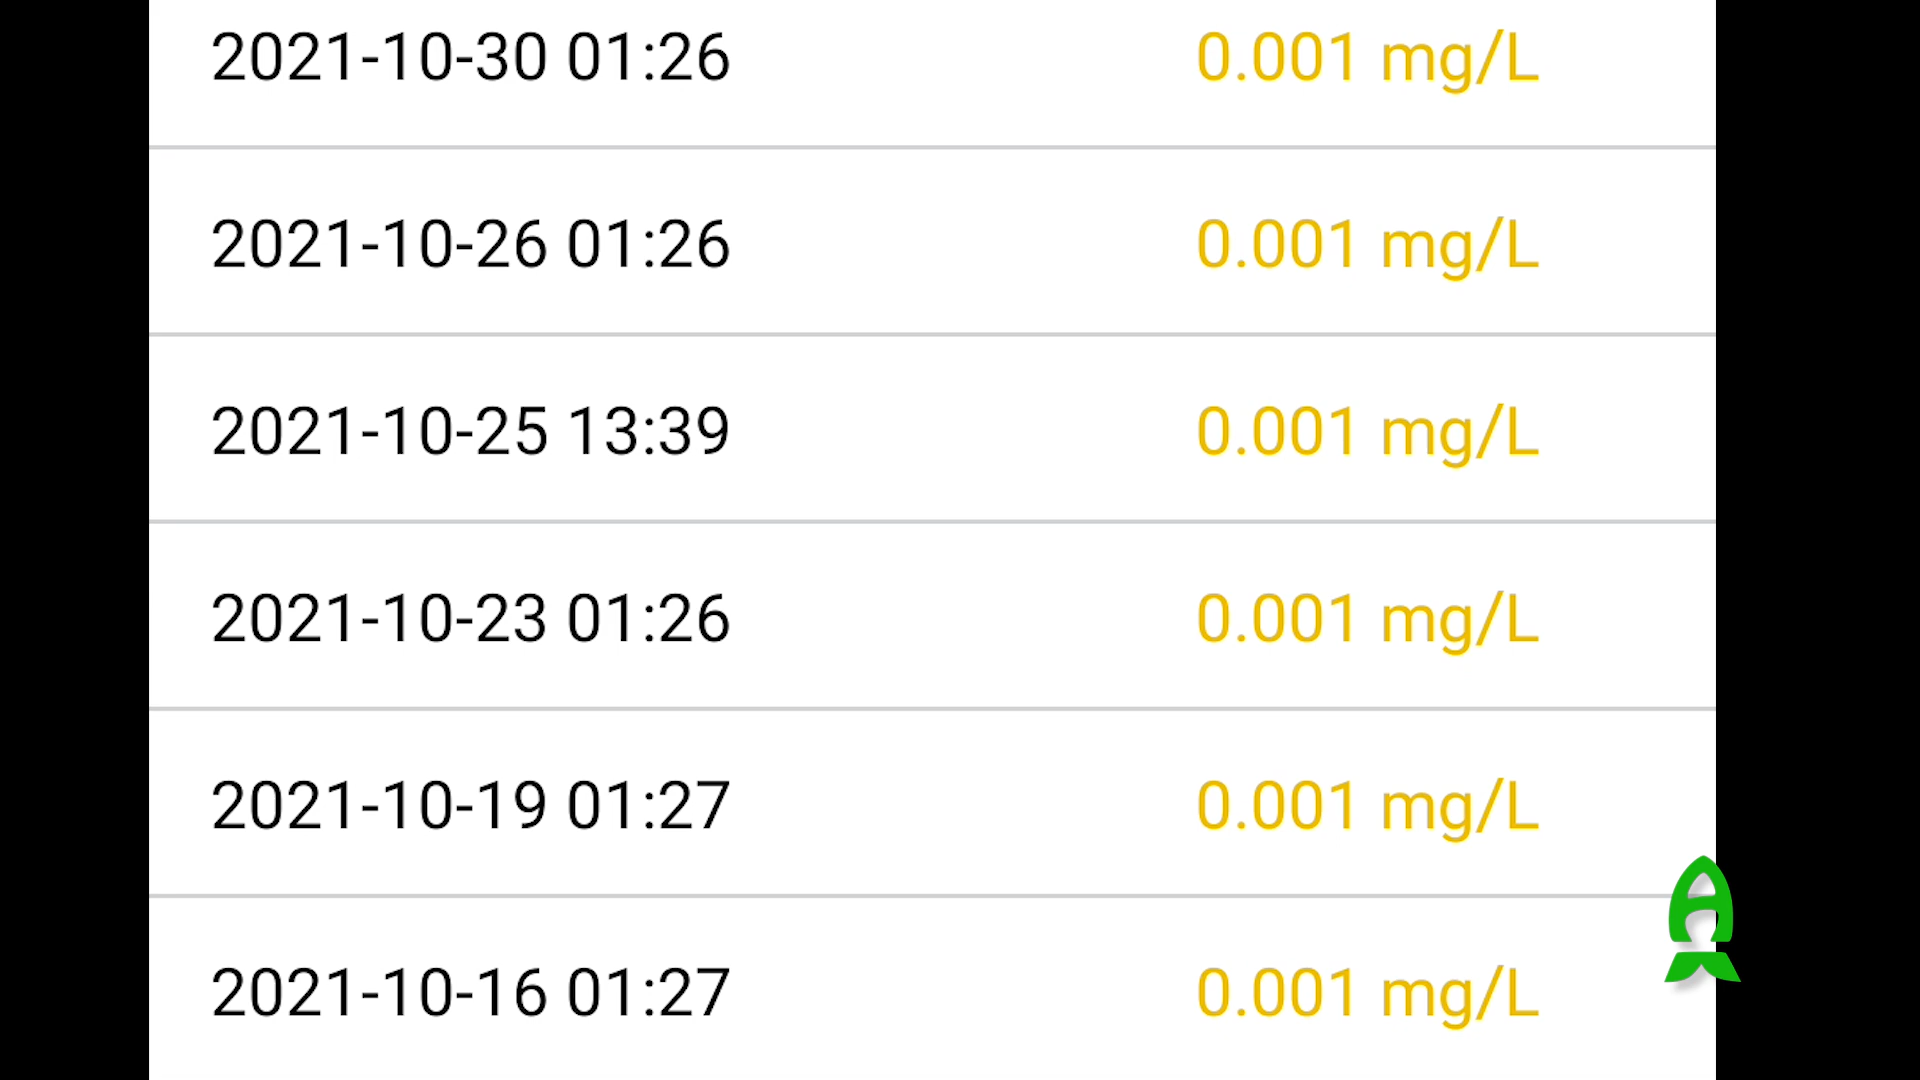 2021-10-30 01:26 0.001 mg/L
2021-10-26 01:26 0.001 mg/L
2021-10-25 13:39 0.001 mg/L
2021-10-23 01:26 0.001 mg/L
2021-10-19 01:27 0.001 mg/L
2021-10-16 01:27 0.001 mg/L